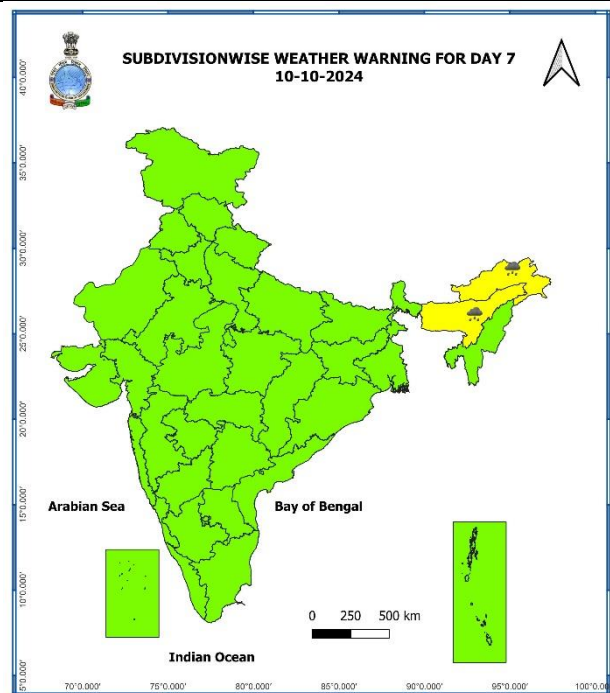 SUBDIVISIONWISE WEATHER WARNING FOR DAY 7
10-10-2024
40°0.000'
35°0.000'
30°0.000'
25°0.000'
20°0.000'
15°0.000'
10°0.000'
5°0.000'
Arabian Sea
Bay of Bengal
0 250 500 km
Indian Ocean
70°0.000' 75°0.000' 80°0.000' 85°0.000' 90°0.000' 95°0.000' 100°0.0